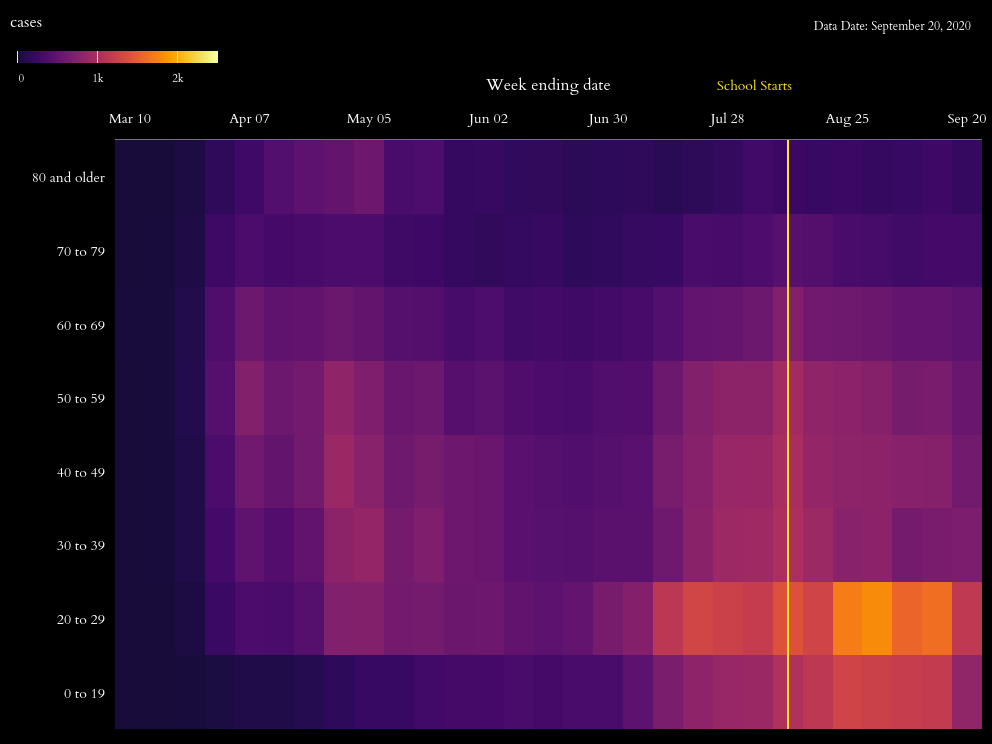 cases
Data Date: September 20, 2020
0 1k 2k
Week ending date
School Starts
Mar 10 Apr 07 May 05 Jun 02 Jun 30 Jul 28 Aug 25 Sep 20
80 and older
70 to 79
60 to 69
50 to 59
40 to 49
30 to 39
20 to 29
0 to 19